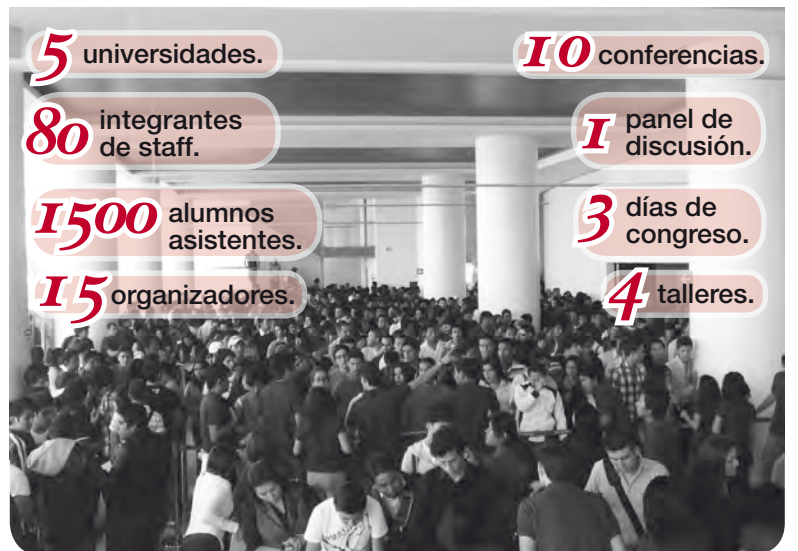 5 universidades.
80 integrantes
de staff.
1500 alumnos
asistentes.
15 organizadores.
10 conferencias.
1 panel de
discusión.
3 días de
congreso.
4 talleres.